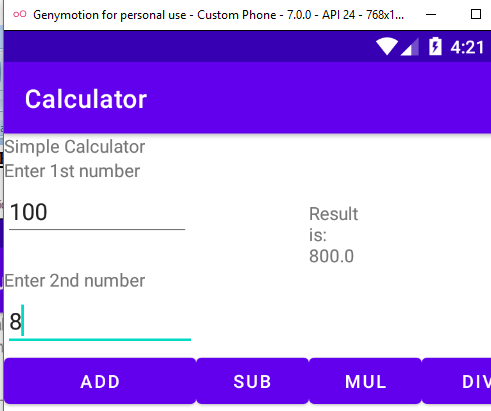 Genymotion for personal use - Custom Phone - 7.0.0 - API 24 - 768x1...
4:21
Calculator
Simple Calculator
Enter 1st number
100
Result
is:
800.0
Enter 2nd number
8
ADD SUB MUL DIV